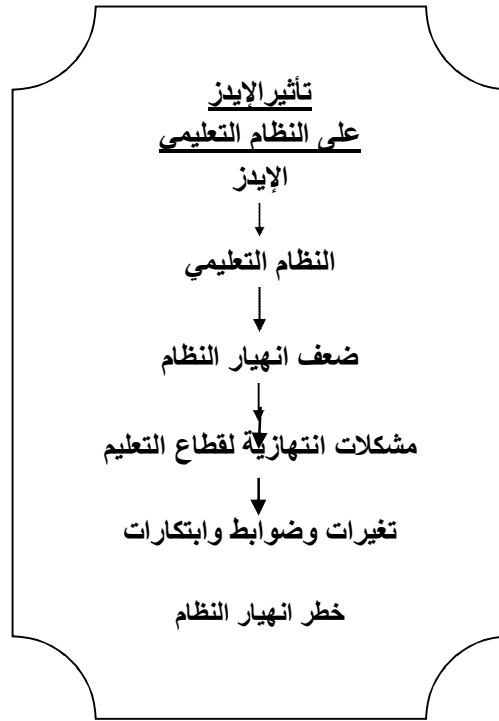 تأثيرالإيدز
على النظام التعليمي
الإيدز
النظام التعليمي
ضعف انهيار النظام
مشكلات انتهازية لقطاع التعليم
تغيرات وضوابط وابتكارات
خطر انهيار النظام